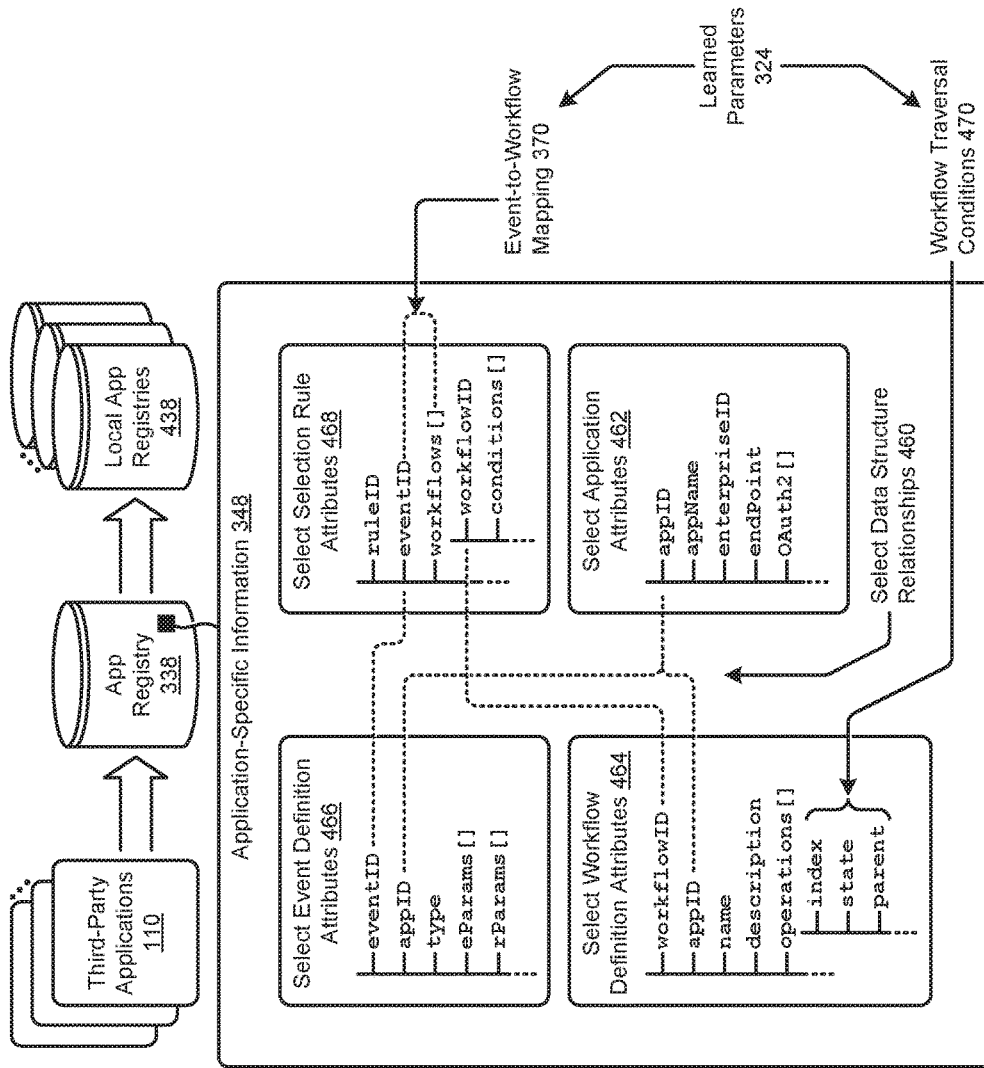 Third-Party
Applications
110
App
Registry
338
Local App
Registries
438
Application-Specific Information 348
Select Event Definition
Attributes 466
eventID
appID
type
eParams[]
rParams[]
Select Selection Rule
Attributes 468
ruleID
eventID
workflows[]
workflowID
conditions[]
Select Workflow
Definition Attributes 464
workflowID
appID
name
description
operations[]
index
state
parent
Select Application
Attributes 462
appID
appName
enterpriseID
endPoint
OAuth2[]
Select Data Structure
Relationships 460
Event-to-Workflow
Mapping 370
Learned
Parameters
324
Workflow Traversal
Conditions 470